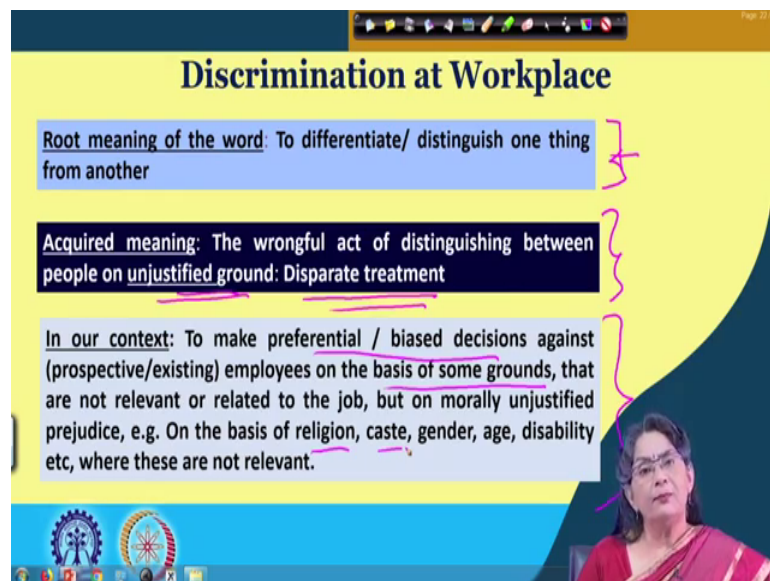 Page 22
Discrimination at Workplace
Root meaning of the word: To differentiate/ distinguish one thing
from another
Acquired meaning: The wrongful act of distinguishing between
people on unjustified ground: Disparate treatment
In our context: To make preferential / biased decisions against
(prospective/existing) employees on the basis of some grounds, that
are not relevant or related to the job, but on morally unjustified
prejudice, e.g. On the basis of religion, caste, gender, age, disability
etc, where these are not relevant.